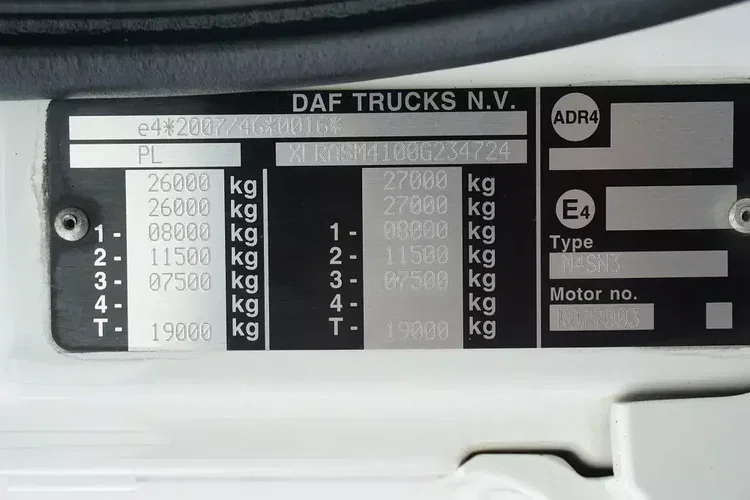 DAF TRUCKS N.V.
e4*2007/46*0016*
PL XLRASM4100G234724
26000 kg 27000 kg
26000 kg 27000 kg
1- 08000 kg 1- 08000 kg
2- 11500 kg 2- 11500 kg
3- 07500 kg 3- 07500 kg
4- kg 4- kg
T- 19000 kg T- 19000 kg
ADR4
E4
Type
M4SN3
Motor no.